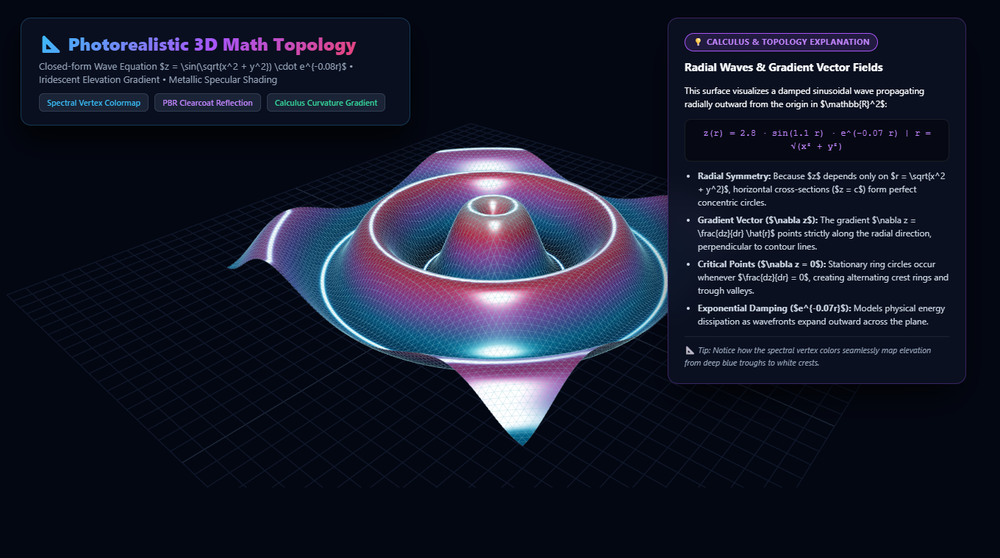 📐 Photorealistic 3D Math Topology
Closed-form Wave Equation $z = \sin(\sqrt{x^2 + y^2}) \cdot e^{-0.08r}$ •
Iridescent Elevation Gradient • Metallic Specular Shading
Spectral Vertex Colormap
PBR Clearcoat Reflection
Calculus Curvature Gradient
💡 CALCULUS & TOPOLOGY EXPLANATION
Radial Waves & Gradient Vector Fields
This surface visualizes a damped sinusoidal wave propagating
radially outward from the origin in $\mathbb{R}^2$:
z(r) = 2.8 · sin(1.1 r) · e^(-0.07 r) | r =
√(x² + y²)
• Radial Symmetry: Because $z$ depends only on $r = \sqrt{x^2
+ y^2}$, horizontal cross-sections ($z = c$) form perfect
concentric circles.
• Gradient Vector ($\nabla z$): The gradient $\nabla z =
\frac{dz}{dr} \hat{r}$ points strictly along the radial direction,
perpendicular to contour lines.
• Critical Points ($\nabla z = 0$): Stationary ring circles occur
whenever $\frac{dz}{dr} = 0$, creating alternating crest rings and
trough valleys.
• Exponential Damping ($e^{-0.07r}$): Models physical energy
dissipation as wavefronts expand outward across the plane.
📐 Tip: Notice how the spectral vertex colors seamlessly map elevation
from deep blue troughs to white crests.